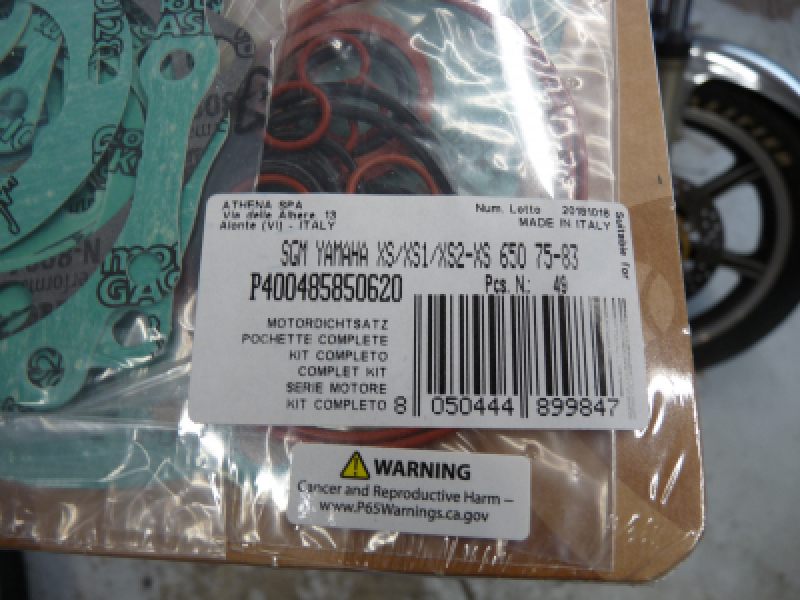 ATHENA SPA
Via delle Albere, 13
Alonte (VI) - ITALY
Num. Lotto 20181018
MADE IN ITALY
Suitable for
SGM YAMAHA XS/XS1/XS2-XS 650 75-83
P400485850620
Pcs N.: 49
MOTORDICHTSATZ
POCHETTE COMPLETE
KIT COMPLETO
COMPLET KIT
SERIE MOTORE
KIT COMPLETO
8 050444 899847
WARNING
Cancer and Reproductive Harm –
www.P65Warnings.ca.gov